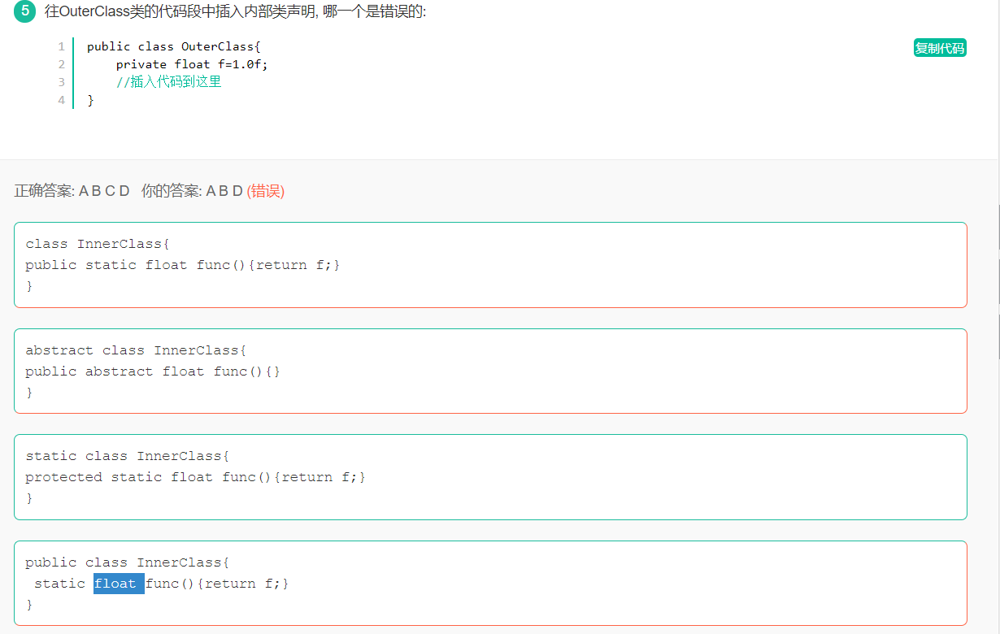 5 往OuterClass类的代码段中插入内部类声明, 哪一个是错误的:
复制代码
1 public class OuterClass{
2 private float f=1.0f;
3 //插入代码到这里
4 }
正确答案: A B C D 你的答案: A B D (错误)
class InnerClass{
public static float func(){return f;}
}
abstract class InnerClass{
public abstract float func(){}
}
static class InnerClass{
protected static float func(){return f;}
}
public class InnerClass{
static float func(){return f;}
}